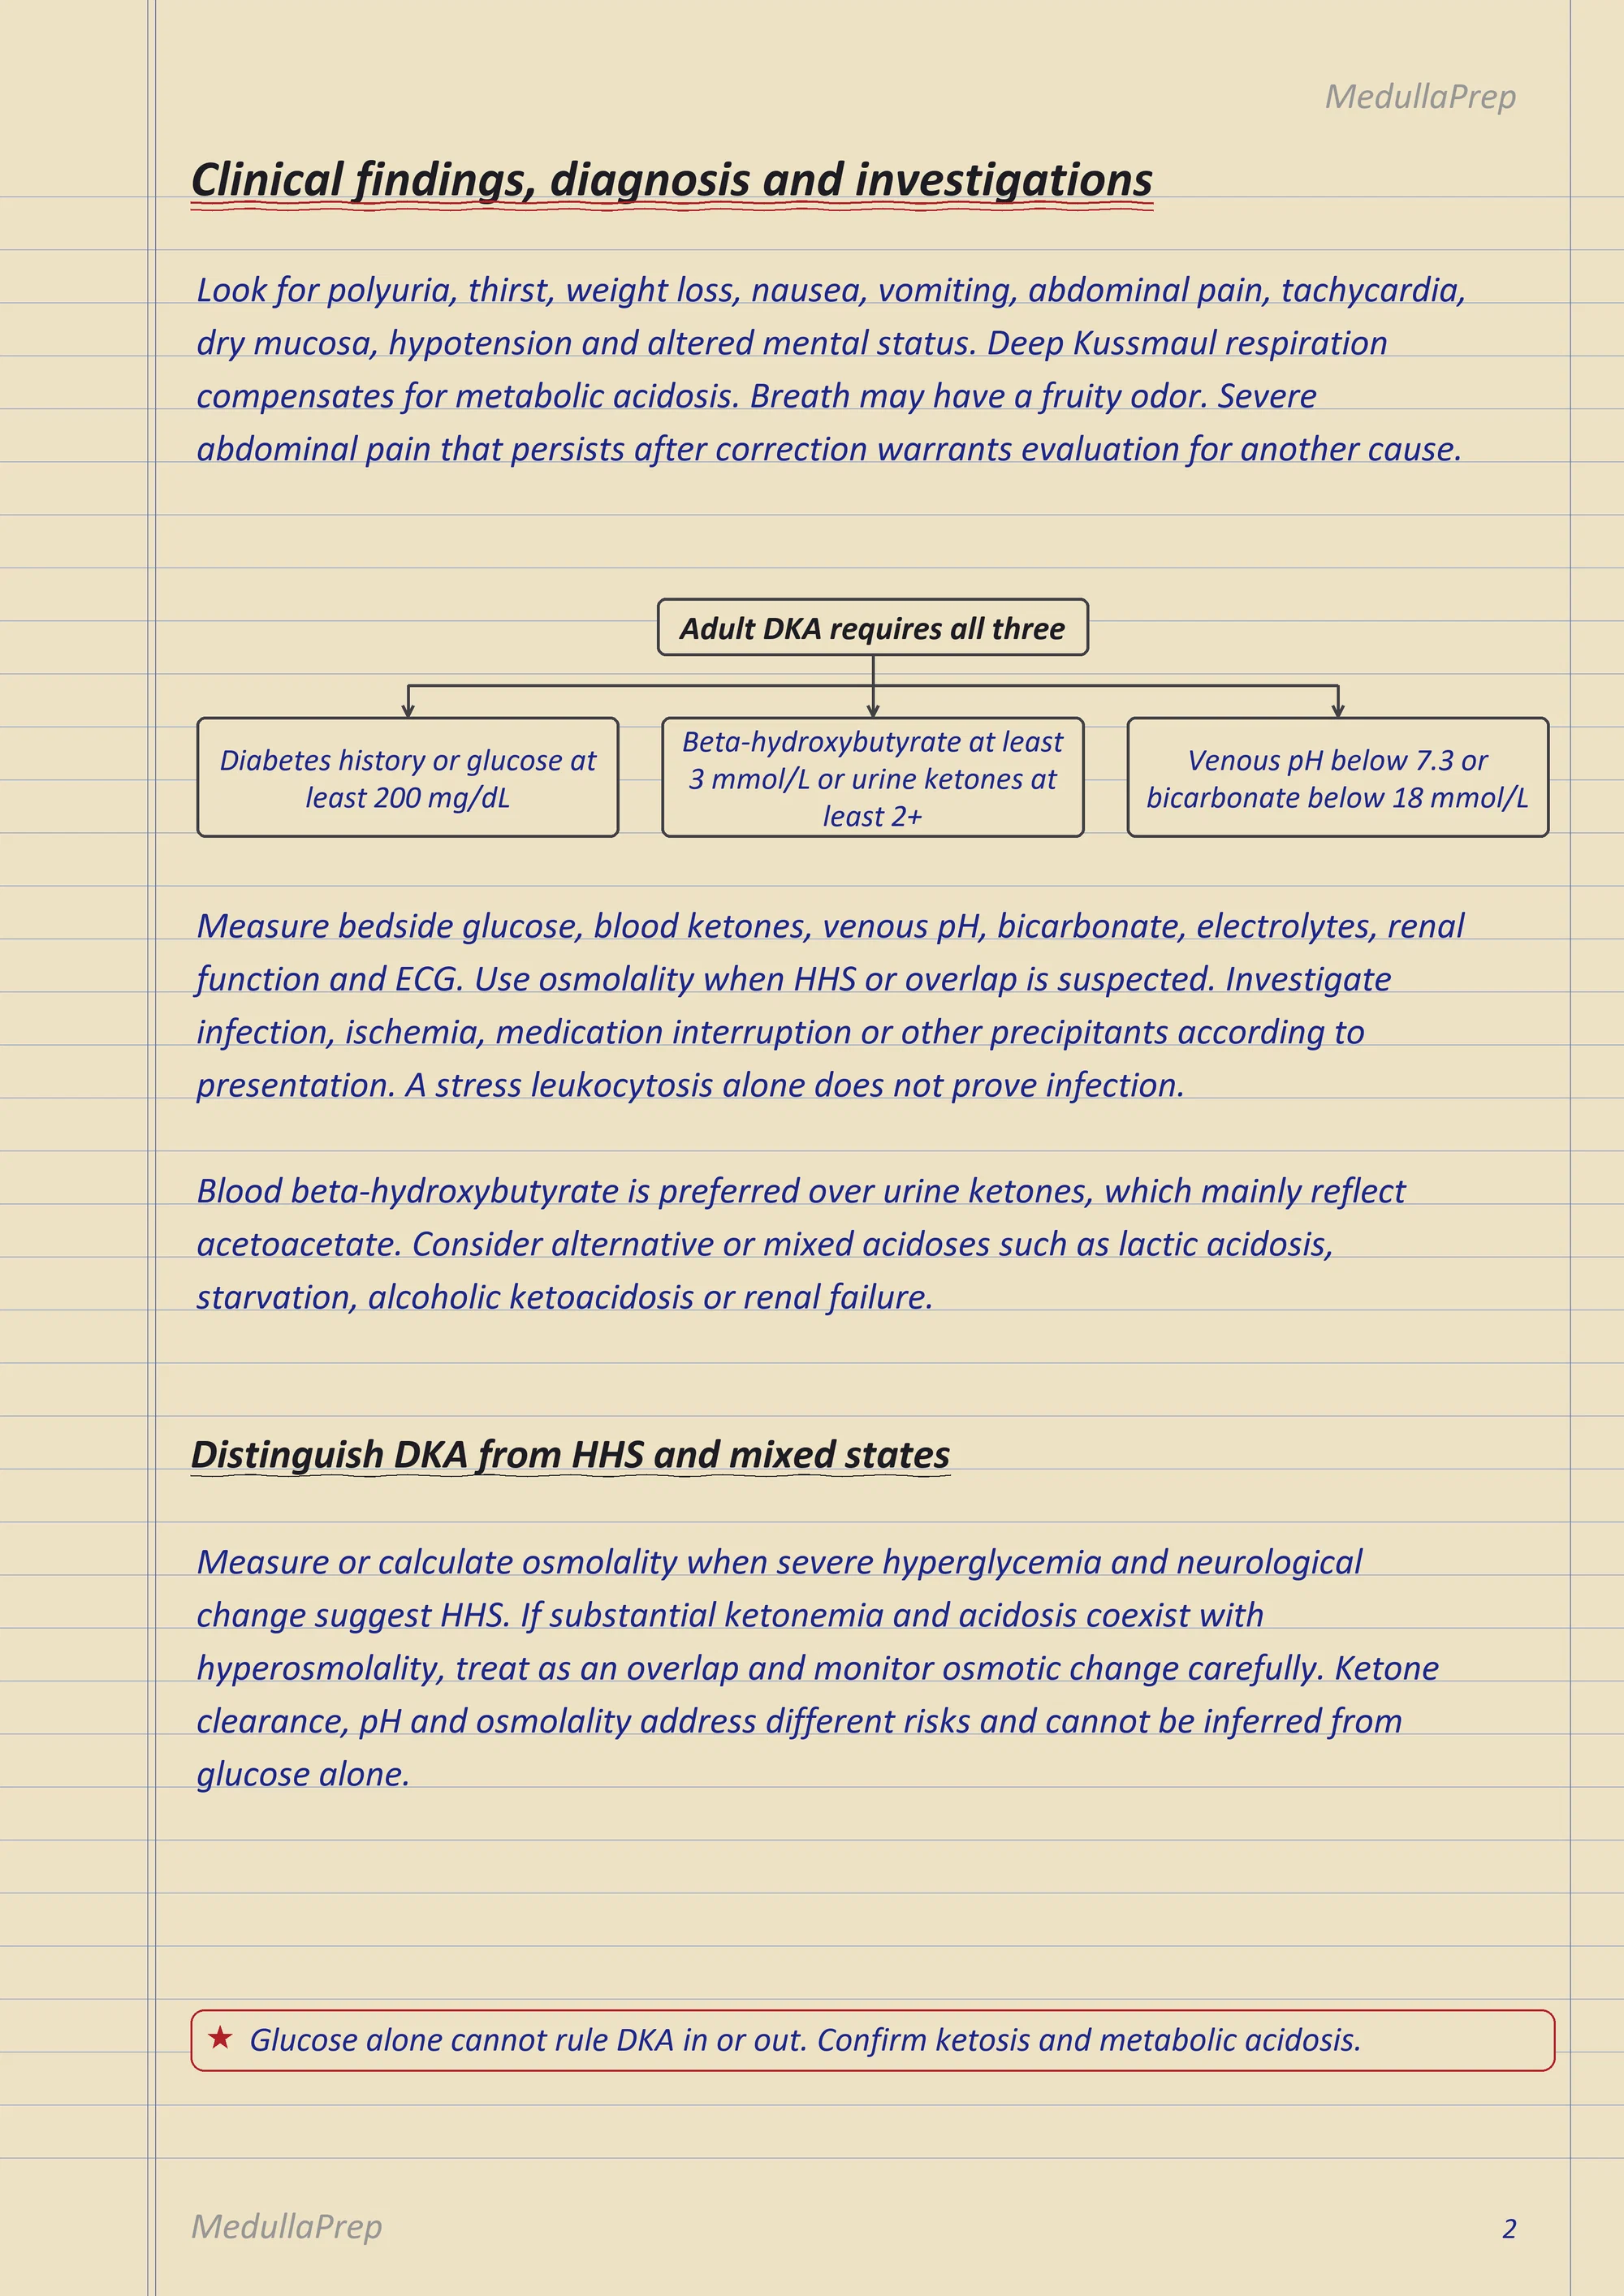 MedullaPrep
Clinical findings, diagnosis and investigations
Look for polyuria, thirst, weight loss, nausea, vomiting, abdominal pain, tachycardia,
dry mucosa, hypotension and altered mental status. Deep Kussmaul respiration
compensates for metabolic acidosis. Breath may have a fruity odor. Severe
abdominal pain that persists after correction warrants evaluation for another cause.
Adult DKA requires all three
Diabetes history or glucose at
least 200 mg/dL
Beta-hydroxybutyrate at least
3 mmol/L or urine ketones at
least 2+
Venous pH below 7.3 or
bicarbonate below 18 mmol/L
Measure bedside glucose, blood ketones, venous pH, bicarbonate, electrolytes, renal
function and ECG. Use osmolality when HHS or overlap is suspected. Investigate
infection, ischemia, medication interruption or other precipitants according to
presentation. A stress leukocytosis alone does not prove infection.
Blood beta-hydroxybutyrate is preferred over urine ketones, which mainly reflect
acetoacetate. Consider alternative or mixed acidoses such as lactic acidosis,
starvation, alcoholic ketoacidosis or renal failure.
Distinguish DKA from HHS and mixed states
Measure or calculate osmolality when severe hyperglycemia and neurological
change suggest HHS. If substantial ketonemia and acidosis coexist with
hyperosmolality, treat as an overlap and monitor osmotic change carefully. Ketone
clearance, pH and osmolality address different risks and cannot be inferred from
glucose alone.
★ Glucose alone cannot rule DKA in or out. Confirm ketosis and metabolic acidosis.
MedullaPrep
2